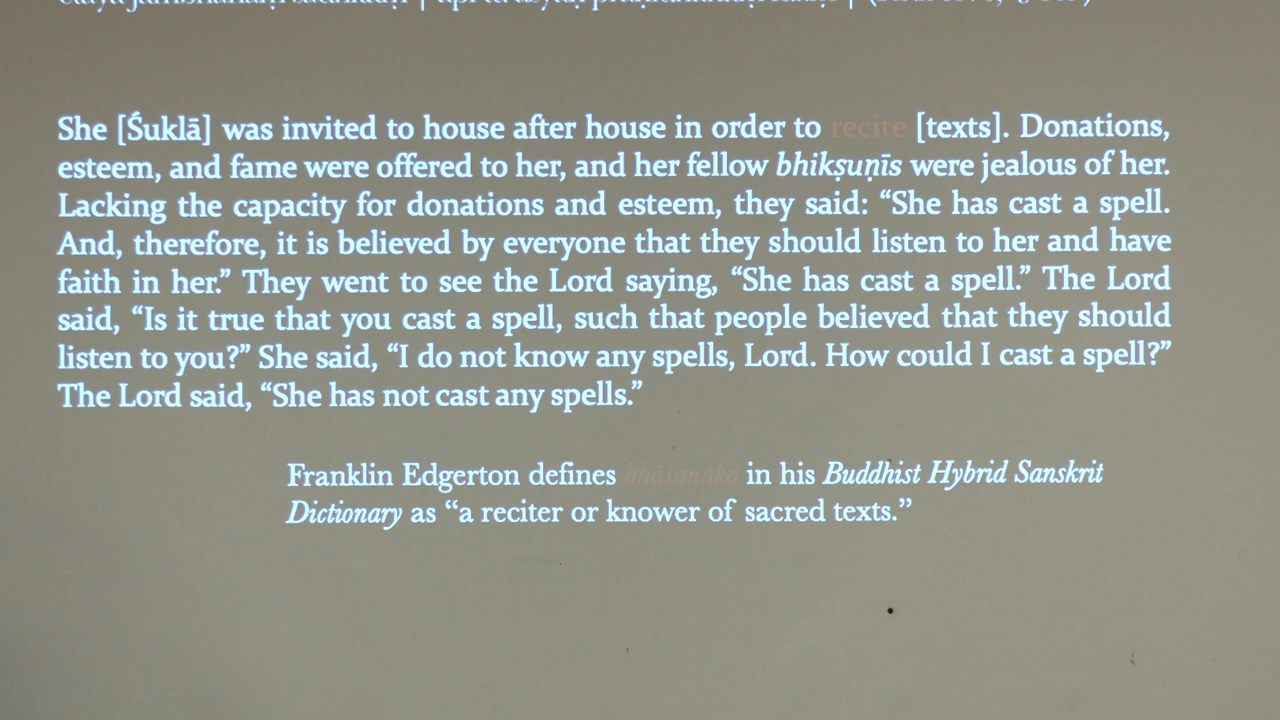 She [Śuklā] was invited to house after house in order to recite [texts]. Donations,
esteem, and fame were offered to her, and her fellow bhikṣuṇīs were jealous of her.
Lacking the capacity for donations and esteem, they said: “She has cast a spell.
And, therefore, it is believed by everyone that they should listen to her and have
faith in her.” They went to see the Lord saying, “She has cast a spell.” The Lord
said, “Is it true that you cast a spell, such that people believed that they should
listen to you?” She said, “I do not know any spells, Lord. How could I cast a spell?”
The Lord said, “She has not cast any spells.”
Franklin Edgerton defines bhāṣaṇaka in his Buddhist Hybrid Sanskrit
Dictionary as “a reciter or knower of sacred texts.”